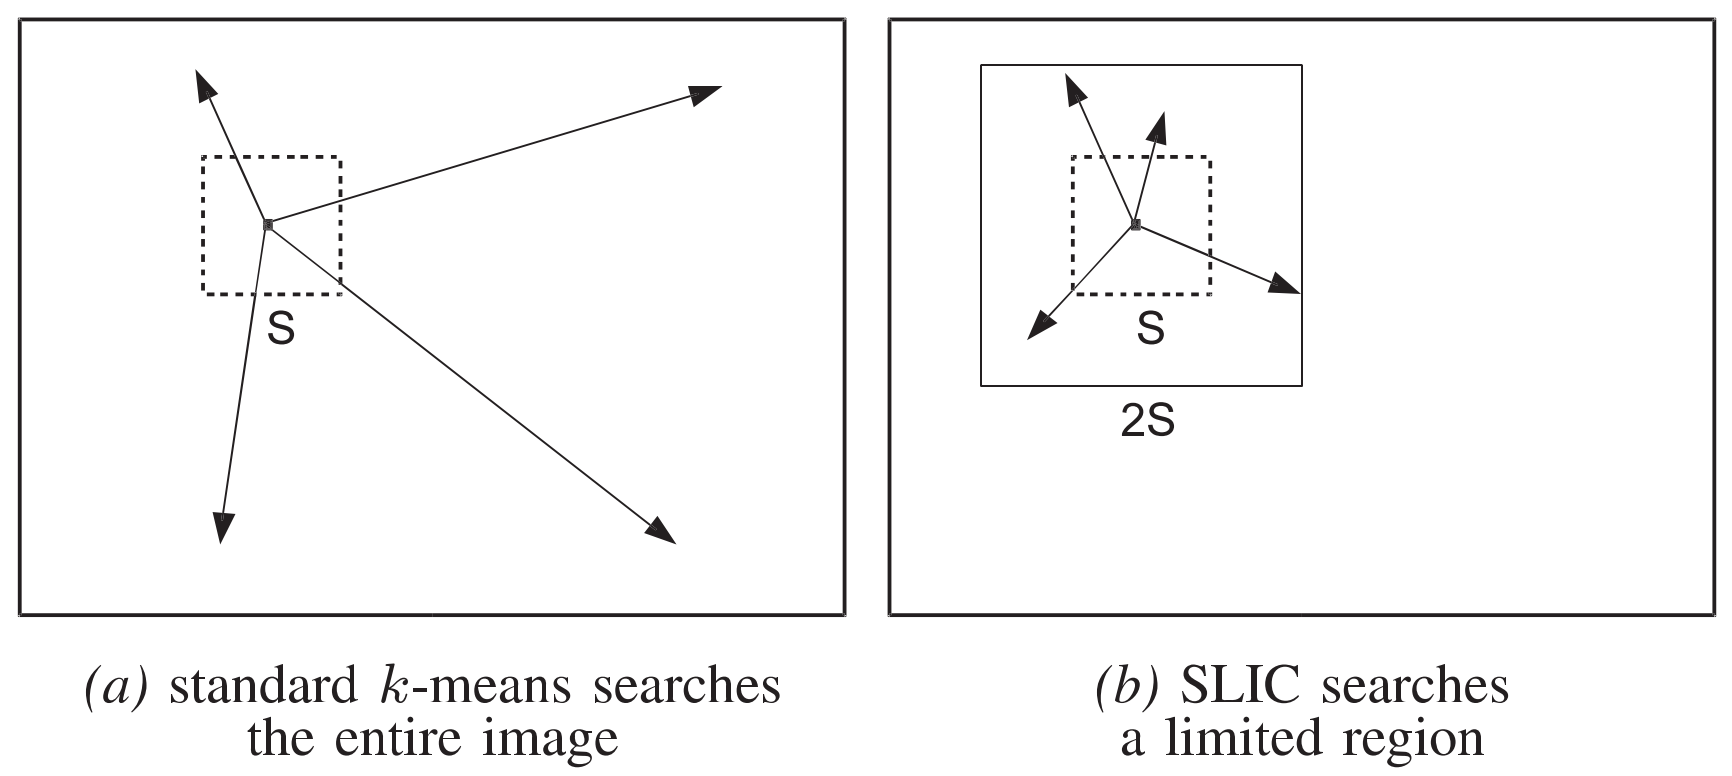 S
S
2S
(a) standard k-means searches
the entire image
(b) SLIC searches
a limited region